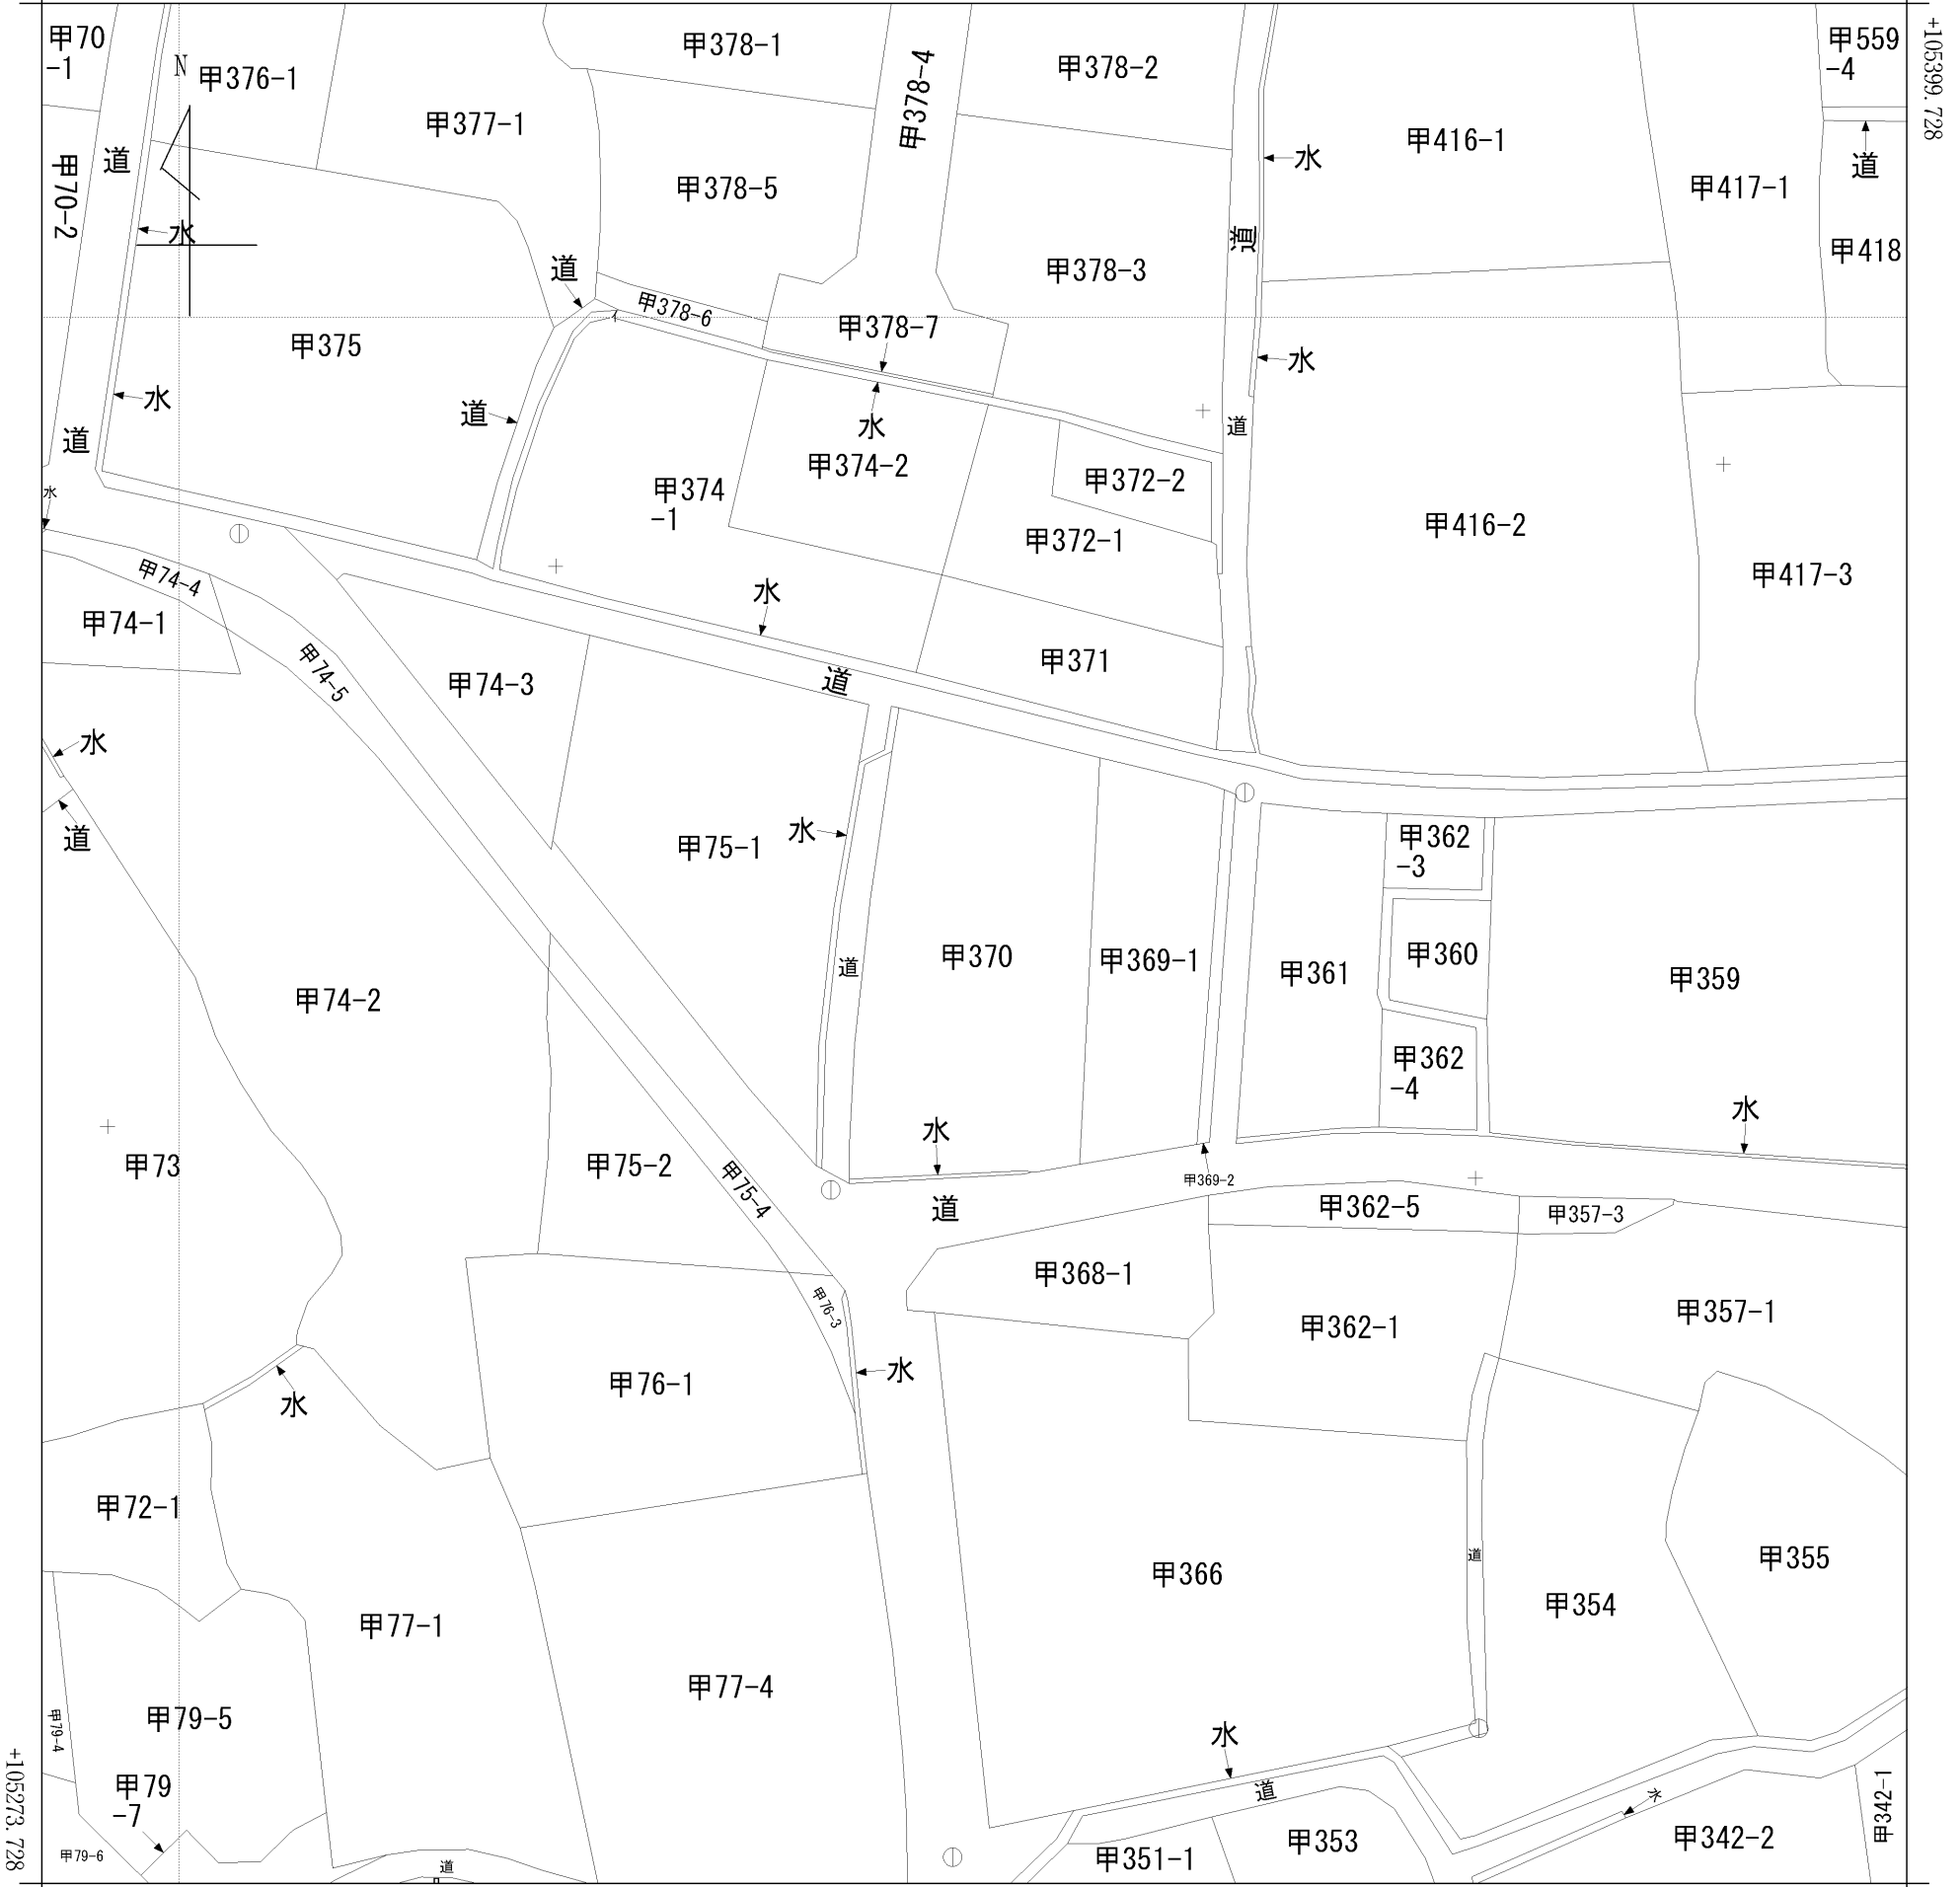 甲70
-1
N
甲376-1
甲377-1
甲378-1
甲378-4
甲378-2
甲416-1
甲559
-4
+105399.728
道
甲70-2
水
甲378-5
水
道
甲417-1
道
甲418
道
甲378-6
甲378-3
甲378-7
甲375
水
道
水
道
道
水
甲374
-1
甲374-2
水
道
甲372-2
甲372-1
甲416-2
甲417-3
甲74-4
甲74-1
甲74-5
甲74-3
水
道
甲371
水
道
甲75-1
水
甲362
-3
甲370
甲369-1
甲361
甲360
甲359
道
甲74-2
甲362
-4
水
水
甲73
甲75-2
甲75-4
甲369-2
道
甲362-5
甲357-3
甲368-1
甲76-3
甲362-1
甲357-1
甲76-1
水
水
甲72-1
甲366
道
甲355
甲354
甲77-1
甲77-4
甲79-4
甲79-5
水
甲79
-7
道
水
甲342-1
甲79-6
道
甲351-1
甲353
甲342-2
+105273.728